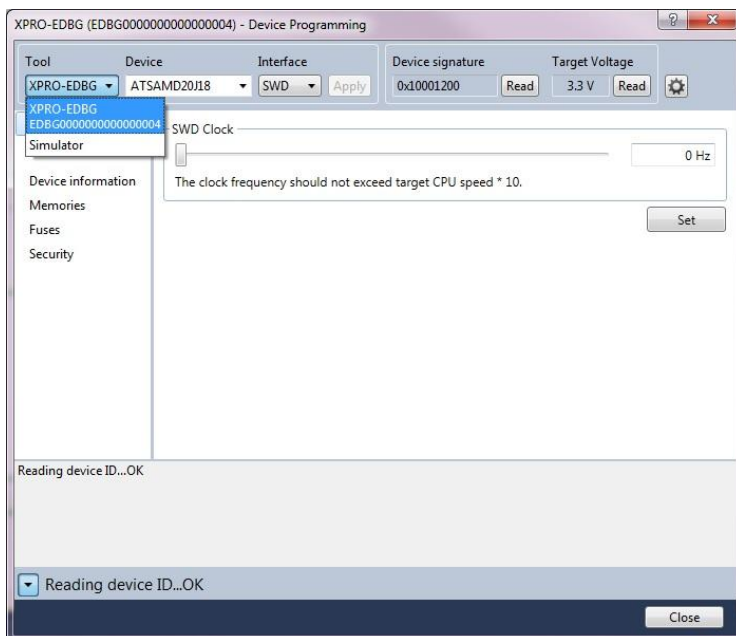 XPRO-EDBG (EDBG0000000000000004) - Device Programming
Tool Device Interface Device signature Target Voltage
XPRO-EDBG ATSAMD20J18 SWD Apply 0x10001200 Read 3.3 V Read
XPRO-EDBG
EDBG0000000000000004
Simulator
SWD Clock
0 Hz
The clock frequency should not exceed target CPU speed * 10.
Set
Device information
Memories
Fuses
Security
Reading device ID...OK
Reading device ID...OK
Close